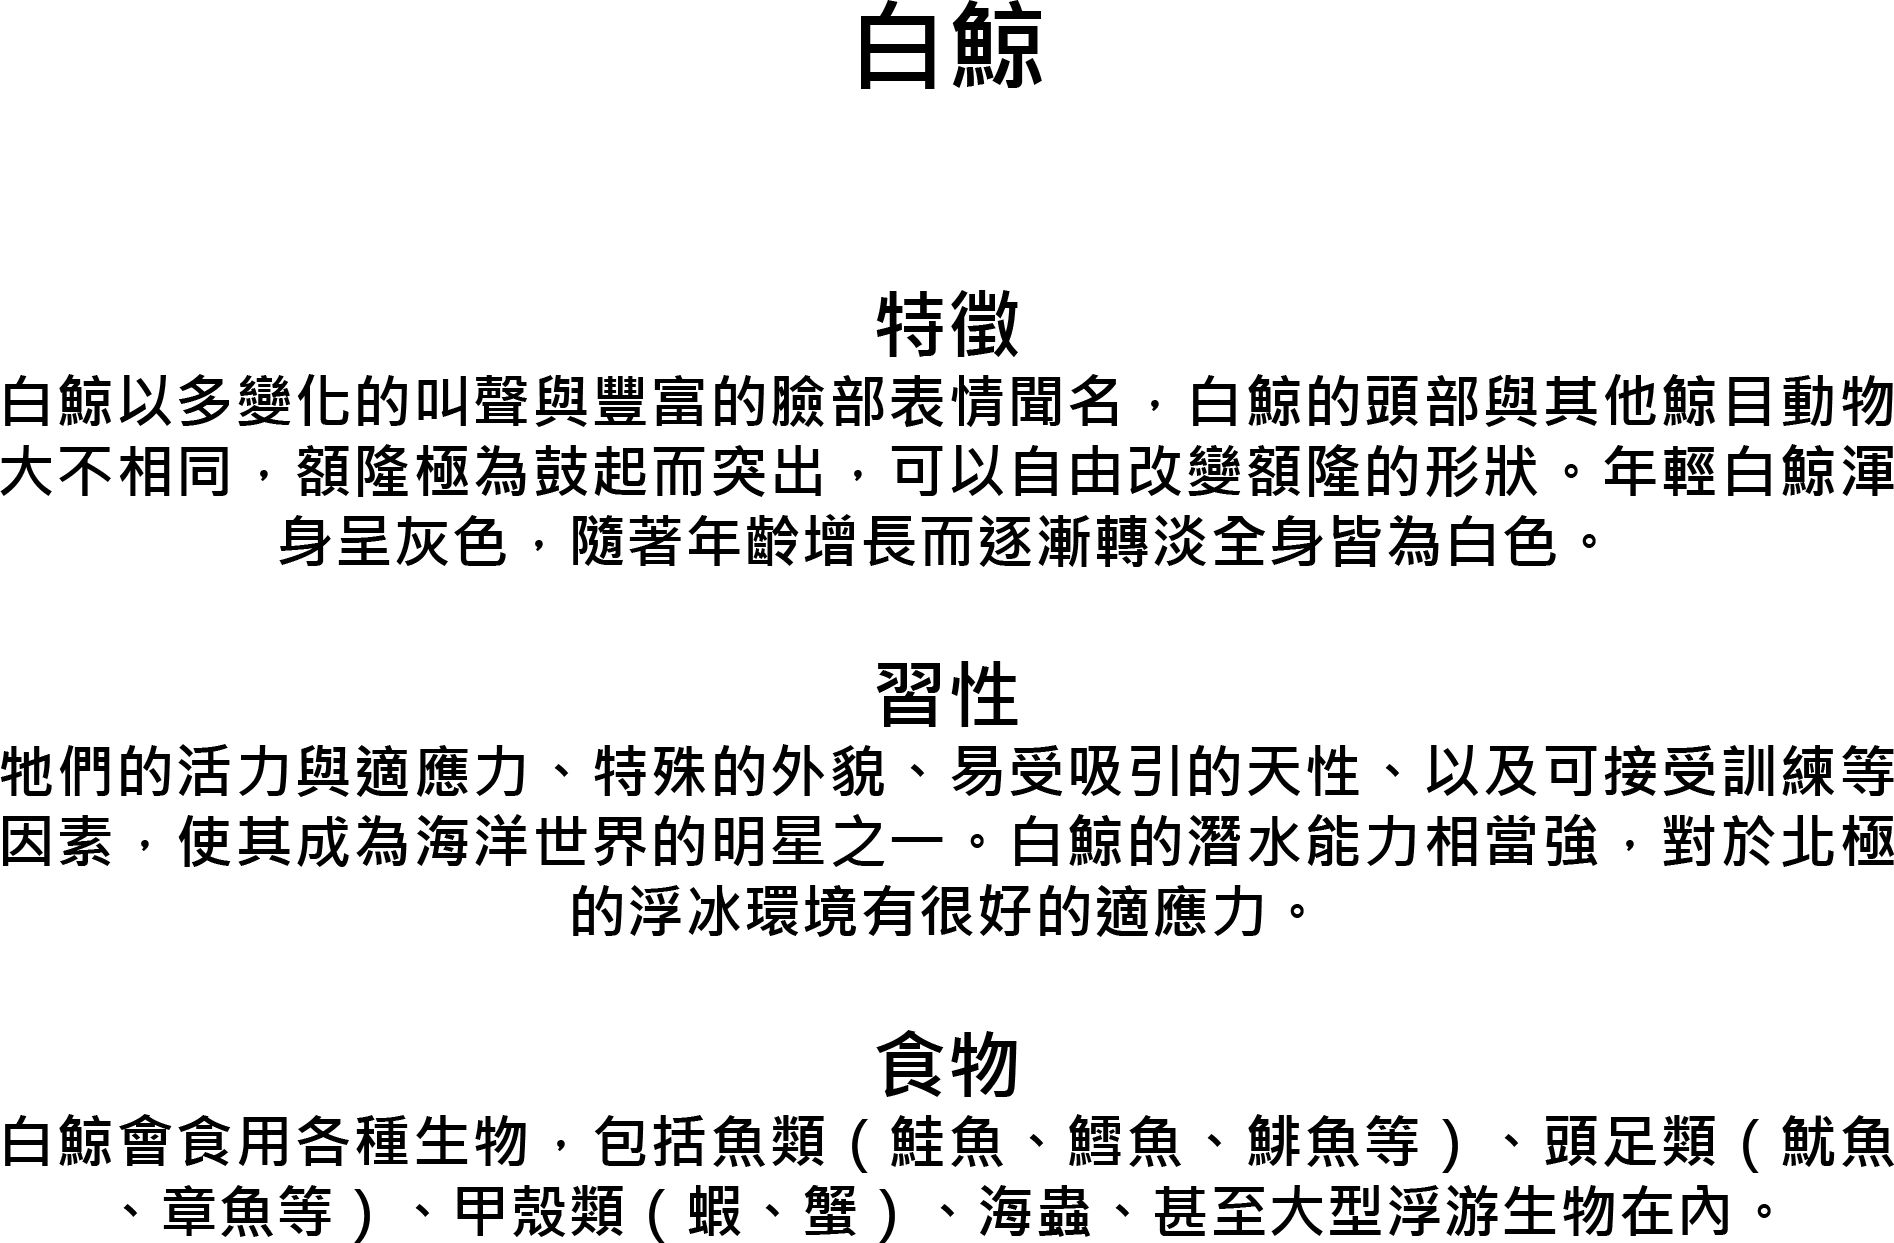 白鯨
特徵
白鯨以多變化的叫聲與豐富的臉部表情聞名，白鯨的頭部與其他鯨目動物
大不相同，額隆極為鼓起而突出，可以自由改變額隆的形狀。年輕白鯨渾
身呈灰色，隨著年齡增長而逐漸轉淡全身皆為白色。
習性
牠們的活力與適應力、特殊的外貌、易受吸引的天性、以及可接受訓練等
因素，使其成為海洋世界的明星之一。白鯨的潛水能力相當強，對於北極
的浮冰環境有很好的適應力。
食物
白鯨會食用各種生物，包括魚類（鮭魚、鱈魚、鯡魚等）、頭足類（魷魚
、章魚等）、甲殼類（蝦、蟹）、海蟲、甚至大型浮游生物在內。